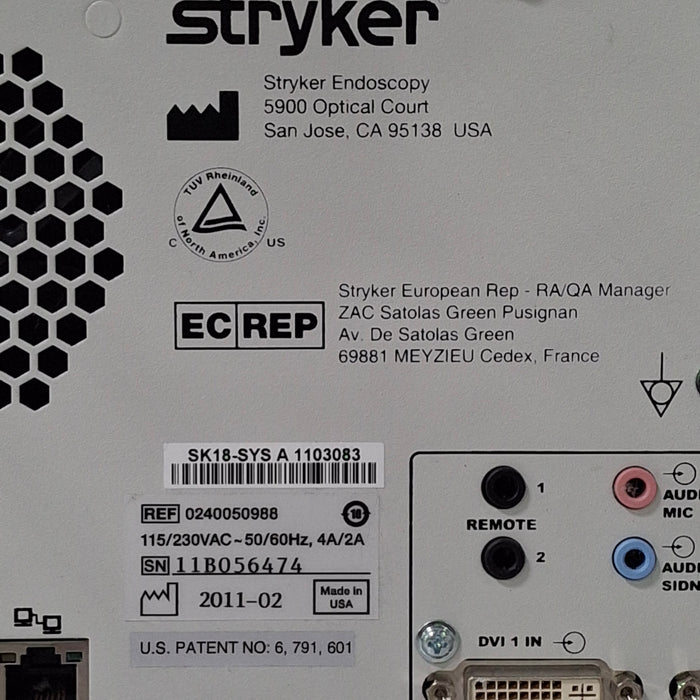 stryker
Stryker Endoscopy
5900 Optical Court
San Jose, CA 95138 USA
TUV Rheinland
of North America, Inc.
C US
EC REP
Stryker European Rep - RA/QA Manager
ZAC Satolas Green Pusignan
Av. De Satolas Green
69881 MEYZIEU Cedex, France
SK18-SYS A 1103083
REF 0240050988
115/230VAC~50/60Hz, 4A/2A
SN 11B056474
2011-02
Made in
USA
U.S. PATENT NO: 6, 791, 601
1
REMOTE
2
AUDI
MIC
AUDI
SIDN
DVI 1 IN